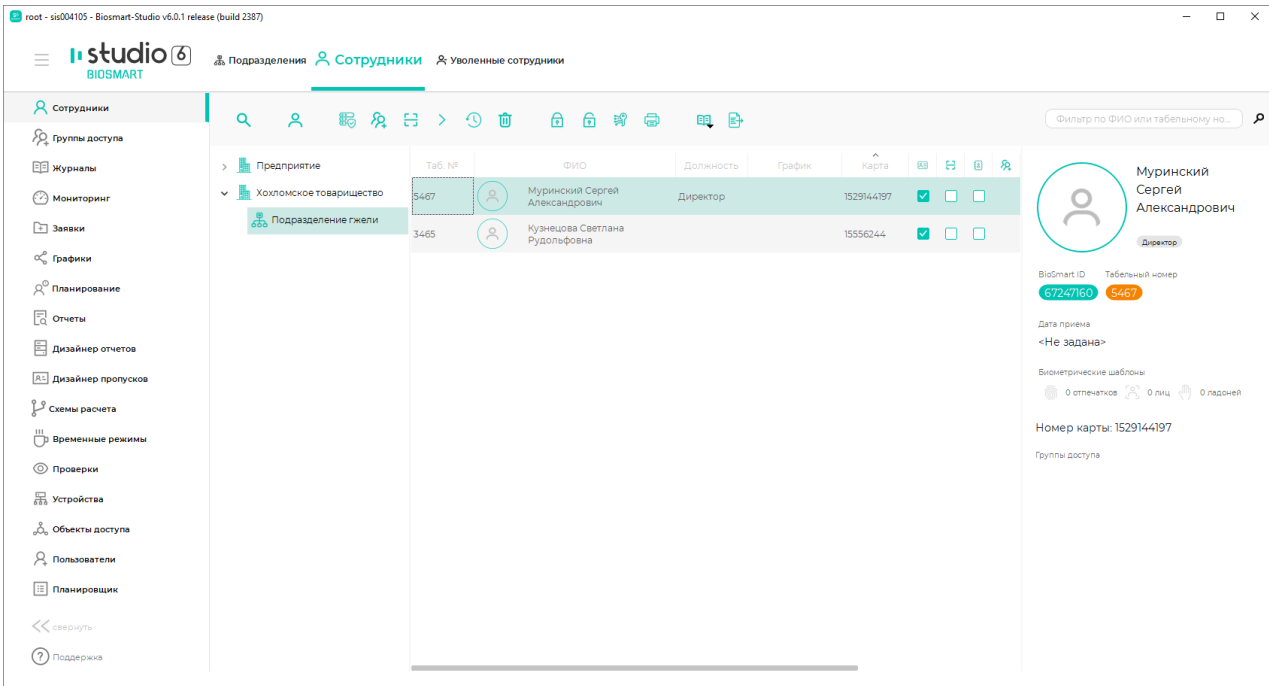 root - sis004105 - Biosmart-Studio v6.0.1 release (build 2387)
studio 6
BIOSMART
Подразделения Сотрудники Уволенные сотрудники
Сотрудники
Группы доступа
Журналы
Мониторинг
Заявки
Графики
Планирование
Отчеты
Дизайнер отчетов
Дизайнер пропусков
Схемы расчета
Временные режимы
Проверки
Устройства
Объекты доступа
Пользователи
Планировщик
свернуть
Поддержка
Фильтр по ФИО или табельному но...
Предприятие
Хохломское товарищество
Подразделение гжели
Таб. № ФИО Должность График Карта
5467 Муринский Сергей Александрович Директор 1529144197
3465 Кузнецова Светлана Рудольфовна 15556244
Муринский
Сергей
Александрович
Директор
BioSmart ID Табельный номер
67247160 5467
Дата приема
<Не задана>
Биометрические шаблоны
0 отпечатков 0 лиц 0 ладоней
Номер карты: 1529144197
Группы доступа